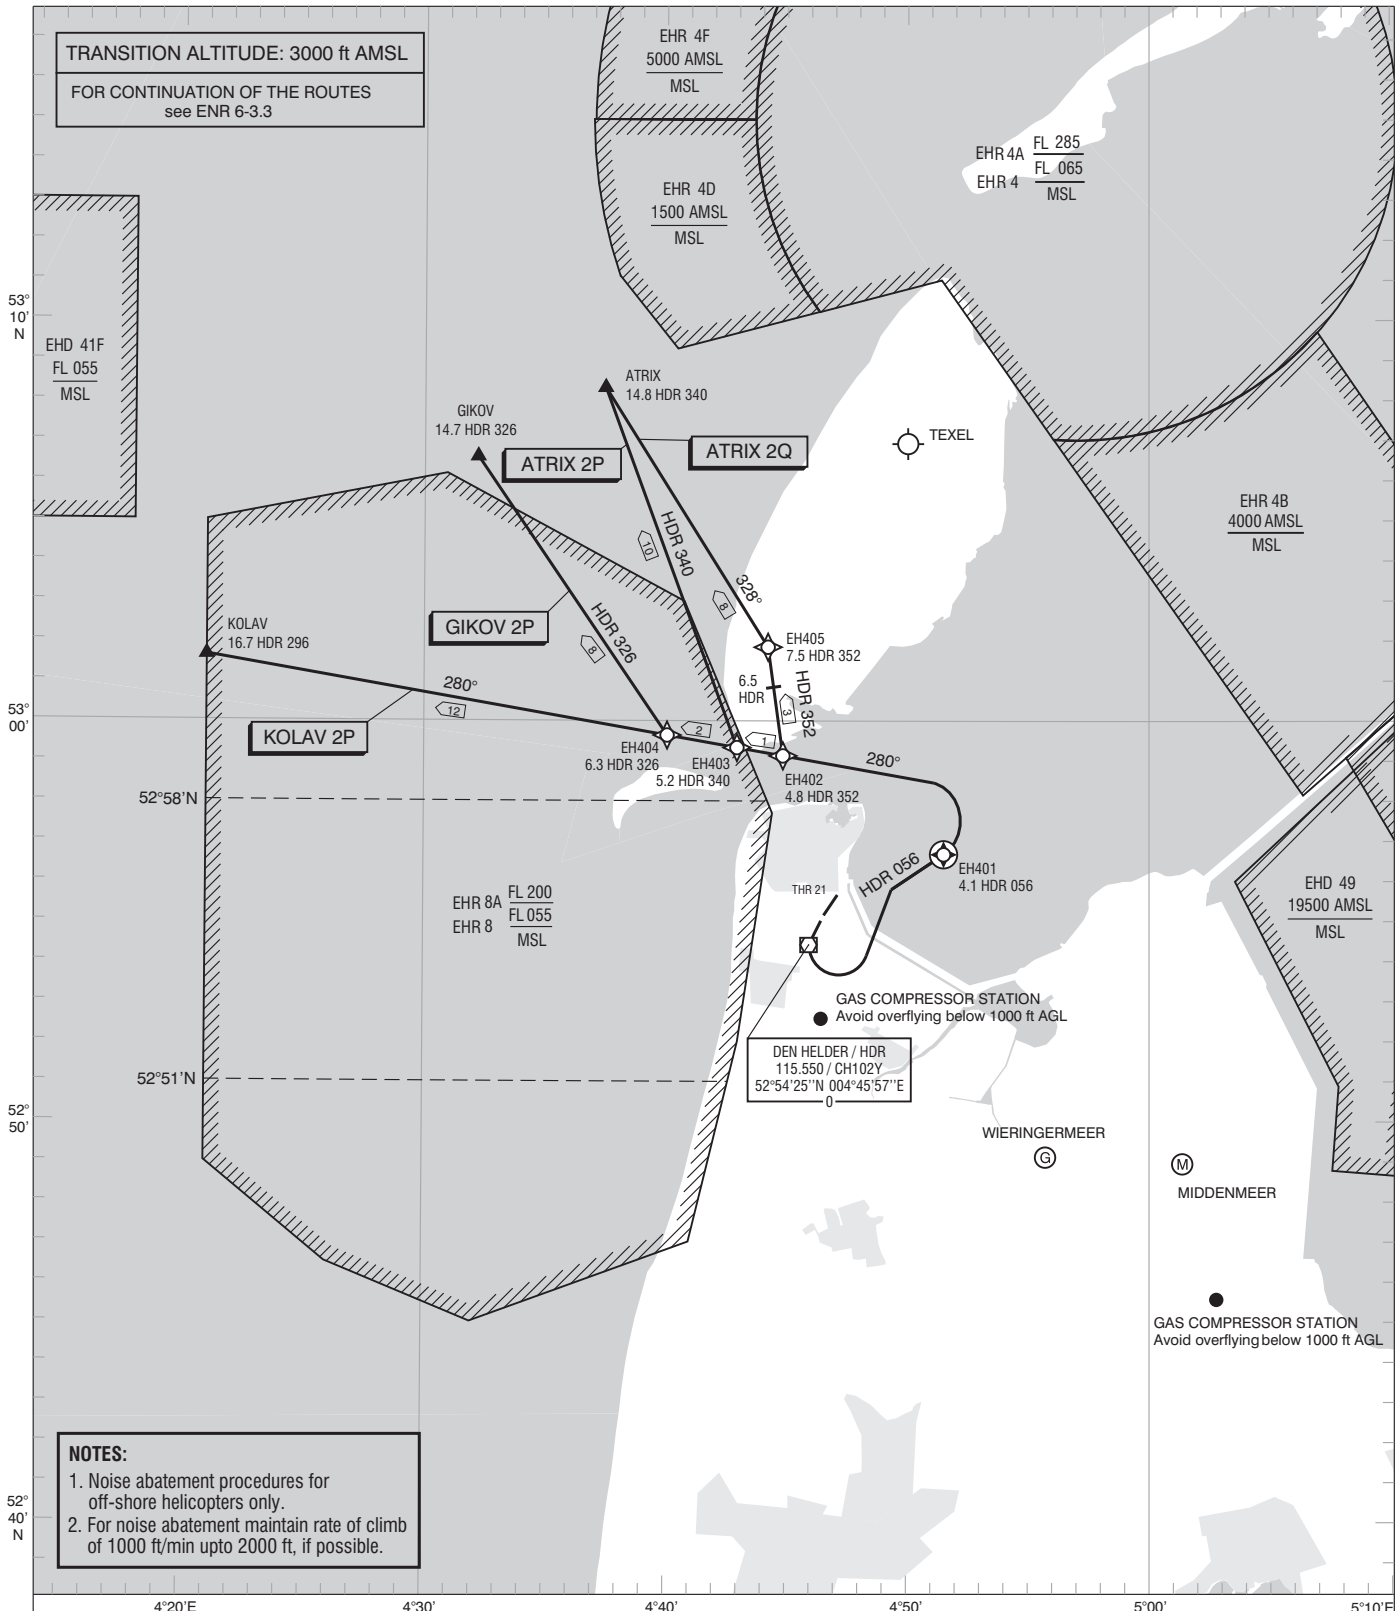 TRANSITION ALTITUDE: 3000 ft AMSL
FOR CONTINUATION OF THE ROUTES
see ENR 6-3.3
EHR 4F
5000 AMSL
MSL
EHR 4D
1500 AMSL
MSL
EHR 4A FL 285
FL 065
EHR 4
MSL
53°
10'
N
EHD 41F
FL 055
MSL
ATRIX
14.8 HDR 340
GIKOV
14.7 HDR 326
ATRIX 2P
ATRIX 2Q
TEXEL
EHR 4B
4000 AMSL
MSL
HDR 340
10
328°
8
KOLAV
16.7 HDR 296
GIKOV 2P
HDR 326
8
EH405
7.5 HDR 352
6.5
HDR
HDR 352
3
280°
12
KOLAV 2P
53°
00'
2
1
EH404
6.3 HDR 326
EH403
5.2 HDR 340
EH402
4.8 HDR 352
280°
52°58'N
HDR 056
EH401
4.1 HDR 056
THR 21
EHR 8A FL 200
FL 055
EHR 8
MSL
EHD 49
19500 AMSL
MSL
GAS COMPRESSOR STATION
Avoid overflying below 1000 ft AGL
DEN HELDER / HDR
115.550 / CH102Y
52°54'25''N 004°45'57''E
0
52°51'N
52°
50'
WIERINGERMEER
G
M
MIDDENMEER
GAS COMPRESSOR STATION
Avoid overflying below 1000 ft AGL
NOTES:
1. Noise abatement procedures for
off-shore helicopters only.
2. For noise abatement maintain rate of climb
of 1000 ft/min upto 2000 ft, if possible.
52°
40'
N
4°20'E
4°30'
4°40'
4°50'
5°00'
5°10'E